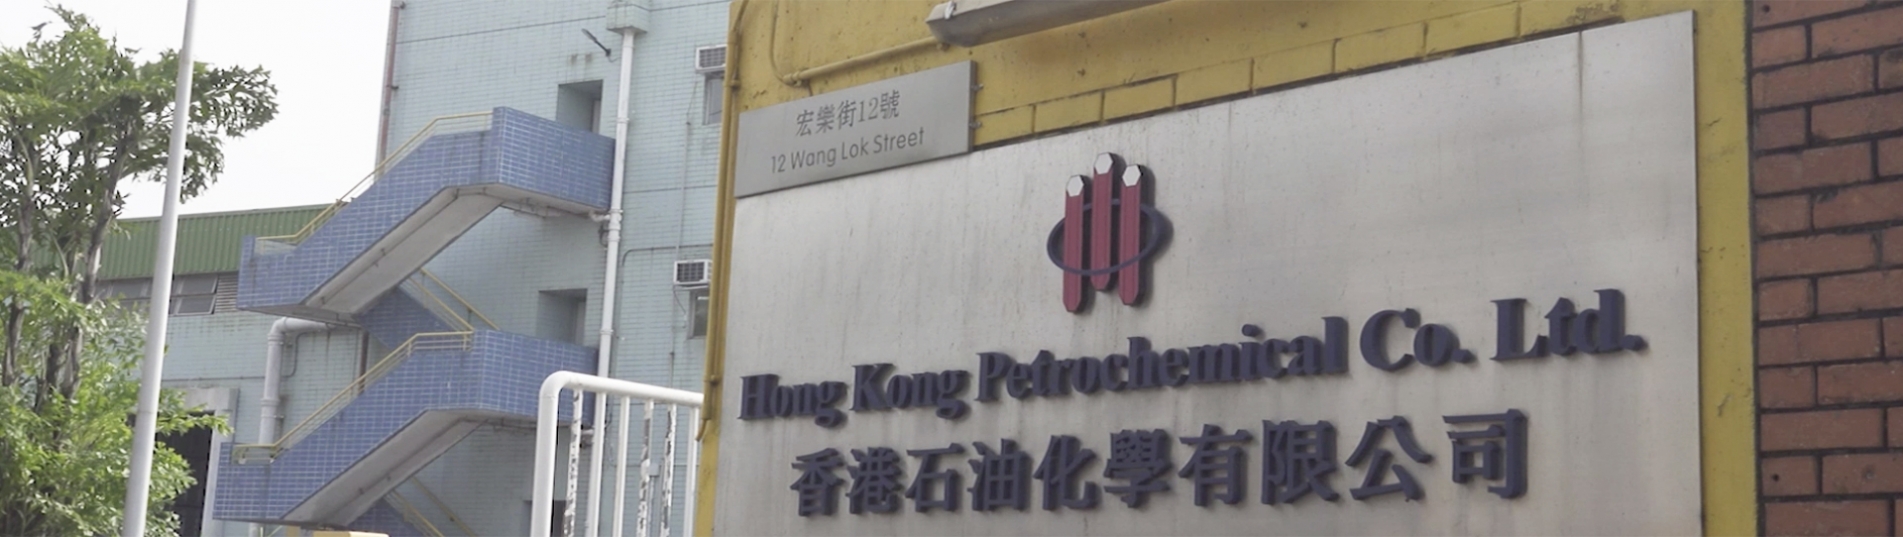 宏樂街12號
12 Wang Lok Street
Hong Kong Petrochemical Co. Ltd.
香港石油化學有限公司